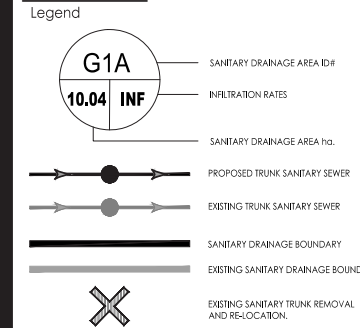 Legend
G1A
10.04 INF
SANITARY DRAINAGE AREA ID#
INFILTRATION RATES
SANITARY DRAINAGE AREA ha.
PROPOSED TRUNK SANITARY SEWER
EXISTING TRUNK SANITARY SEWER
SANITARY DRAINAGE BOUNDARY
EXISTING SANITARY DRAINAGE BOUND
EXISTING SANITARY TRUNK REMOVAL
AND RE-LOCATION.